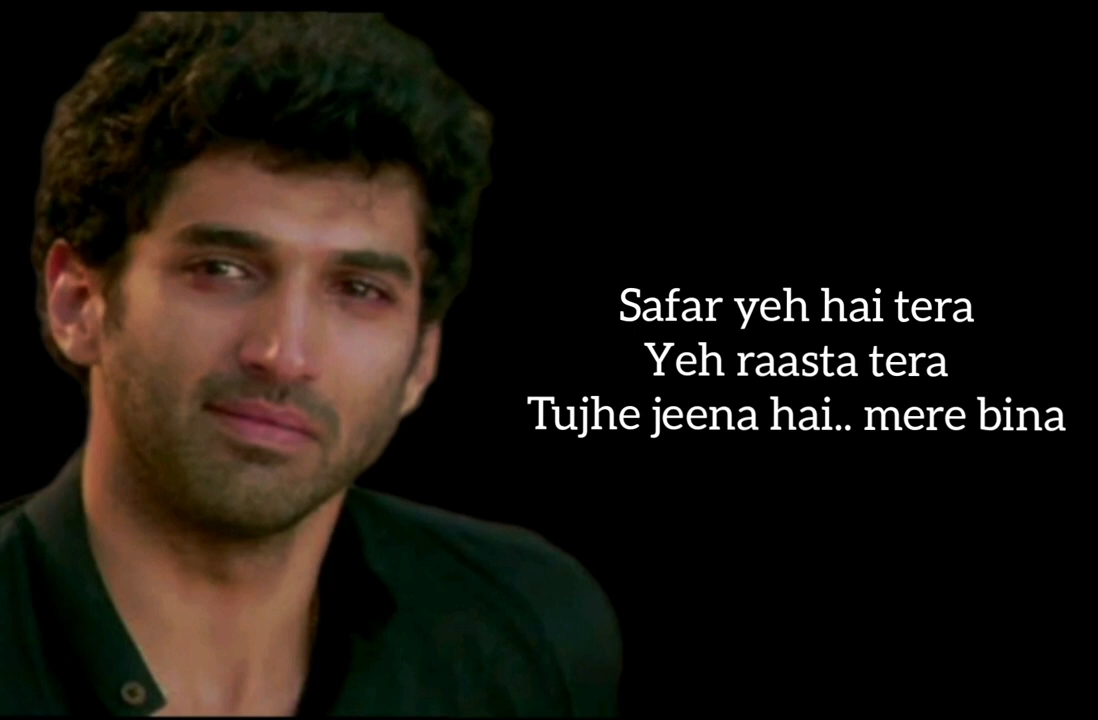 Safar yeh hai tera
Yeh raasta tera
Tujhe jeena hai.. mere bina